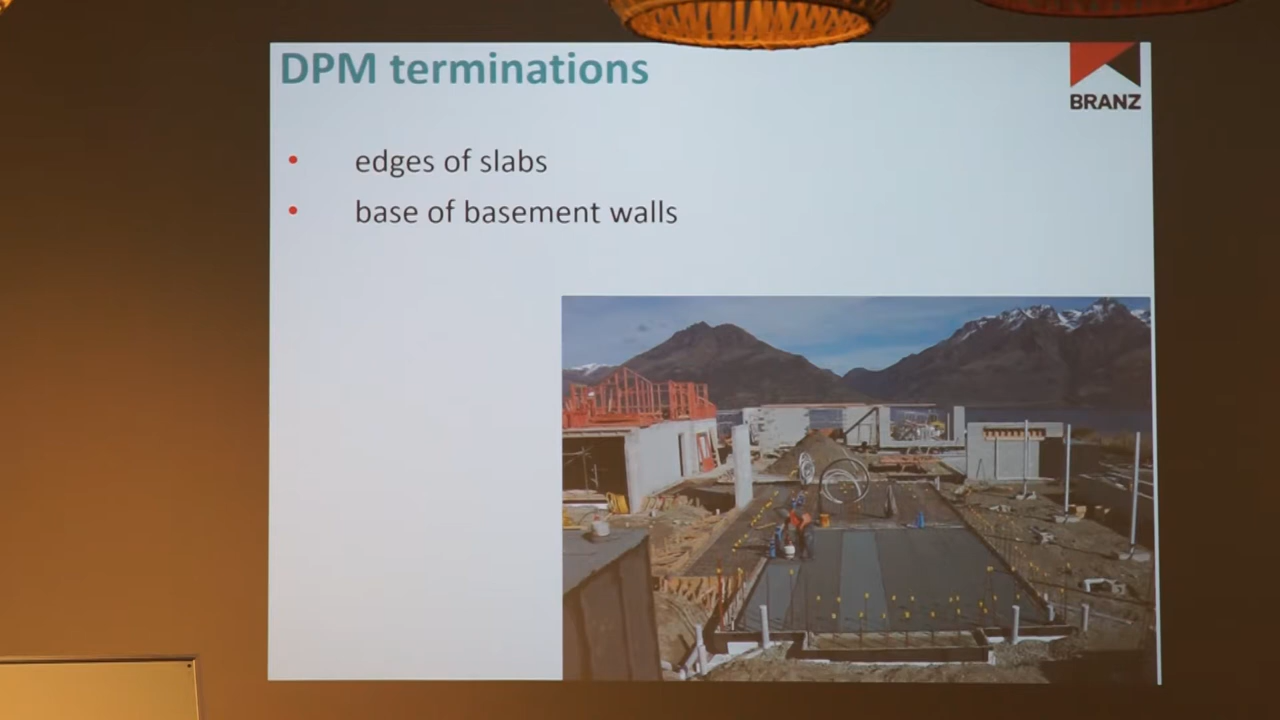 DPM terminations
BRANZ
• edges of slabs
• base of basement walls